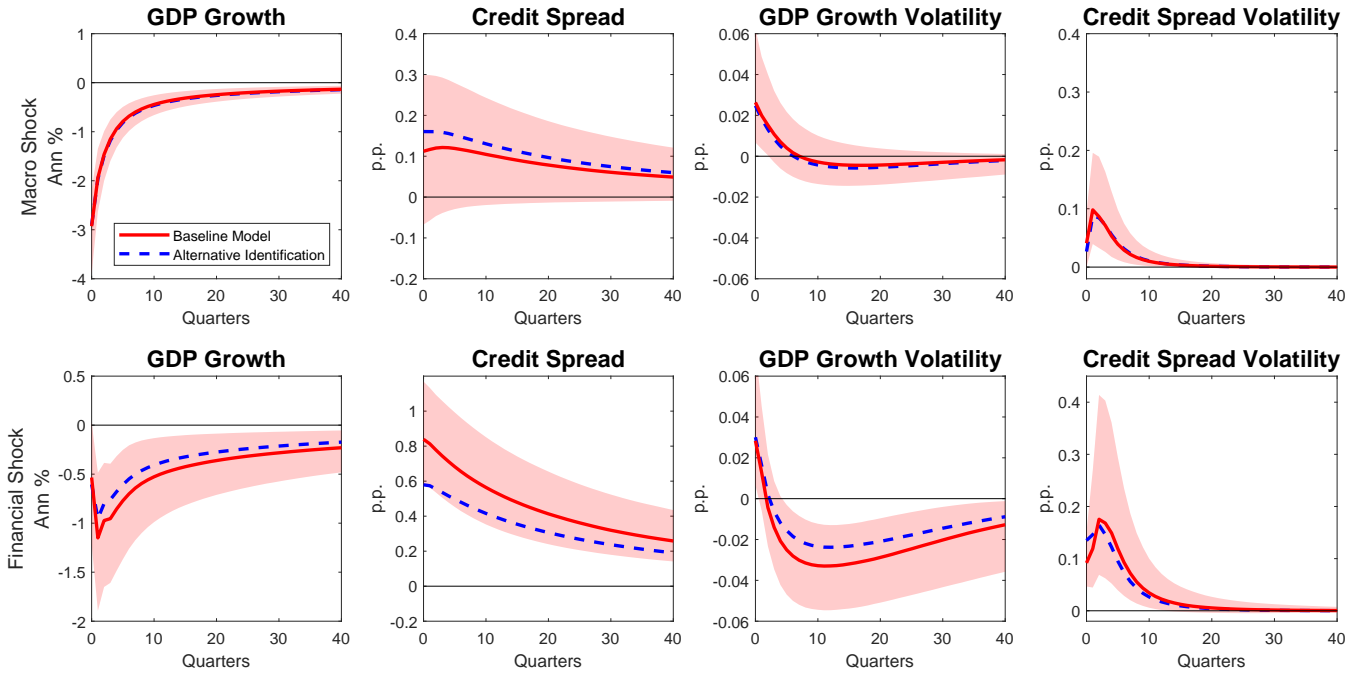 GDP Growth
Credit Spread
GDP Growth Volatility
Credit Spread Volatility
Macro Shock
Ann %
1
0
-1
-2
-3
-4
Baseline Model
Alternative Identification
0 10 20 30 40
Quarters
p.p.
0.4
0.3
0.2
0.1
0
-0.1
-0.2
0 10 20 30 40
Quarters
p.p.
0.06
0.04
0.02
0
-0.02
-0.04
-0.06
0 10 20 30 40
Quarters
p.p.
0.4
0.3
0.2
0.1
0
0 10 20 30 40
Quarters
GDP Growth
Credit Spread
GDP Growth Volatility
Credit Spread Volatility
Financial Shock
Ann %
0.5
0
-0.5
-1
-1.5
-2
0 10 20 30 40
Quarters
p.p.
1
0.8
0.6
0.4
0.2
0
-0.2
0 10 20 30 40
Quarters
p.p.
0.06
0.04
0.02
0
-0.02
-0.04
-0.06
0 10 20 30 40
Quarters
p.p.
0.4
0.3
0.2
0.1
0
0 10 20 30 40
Quarters